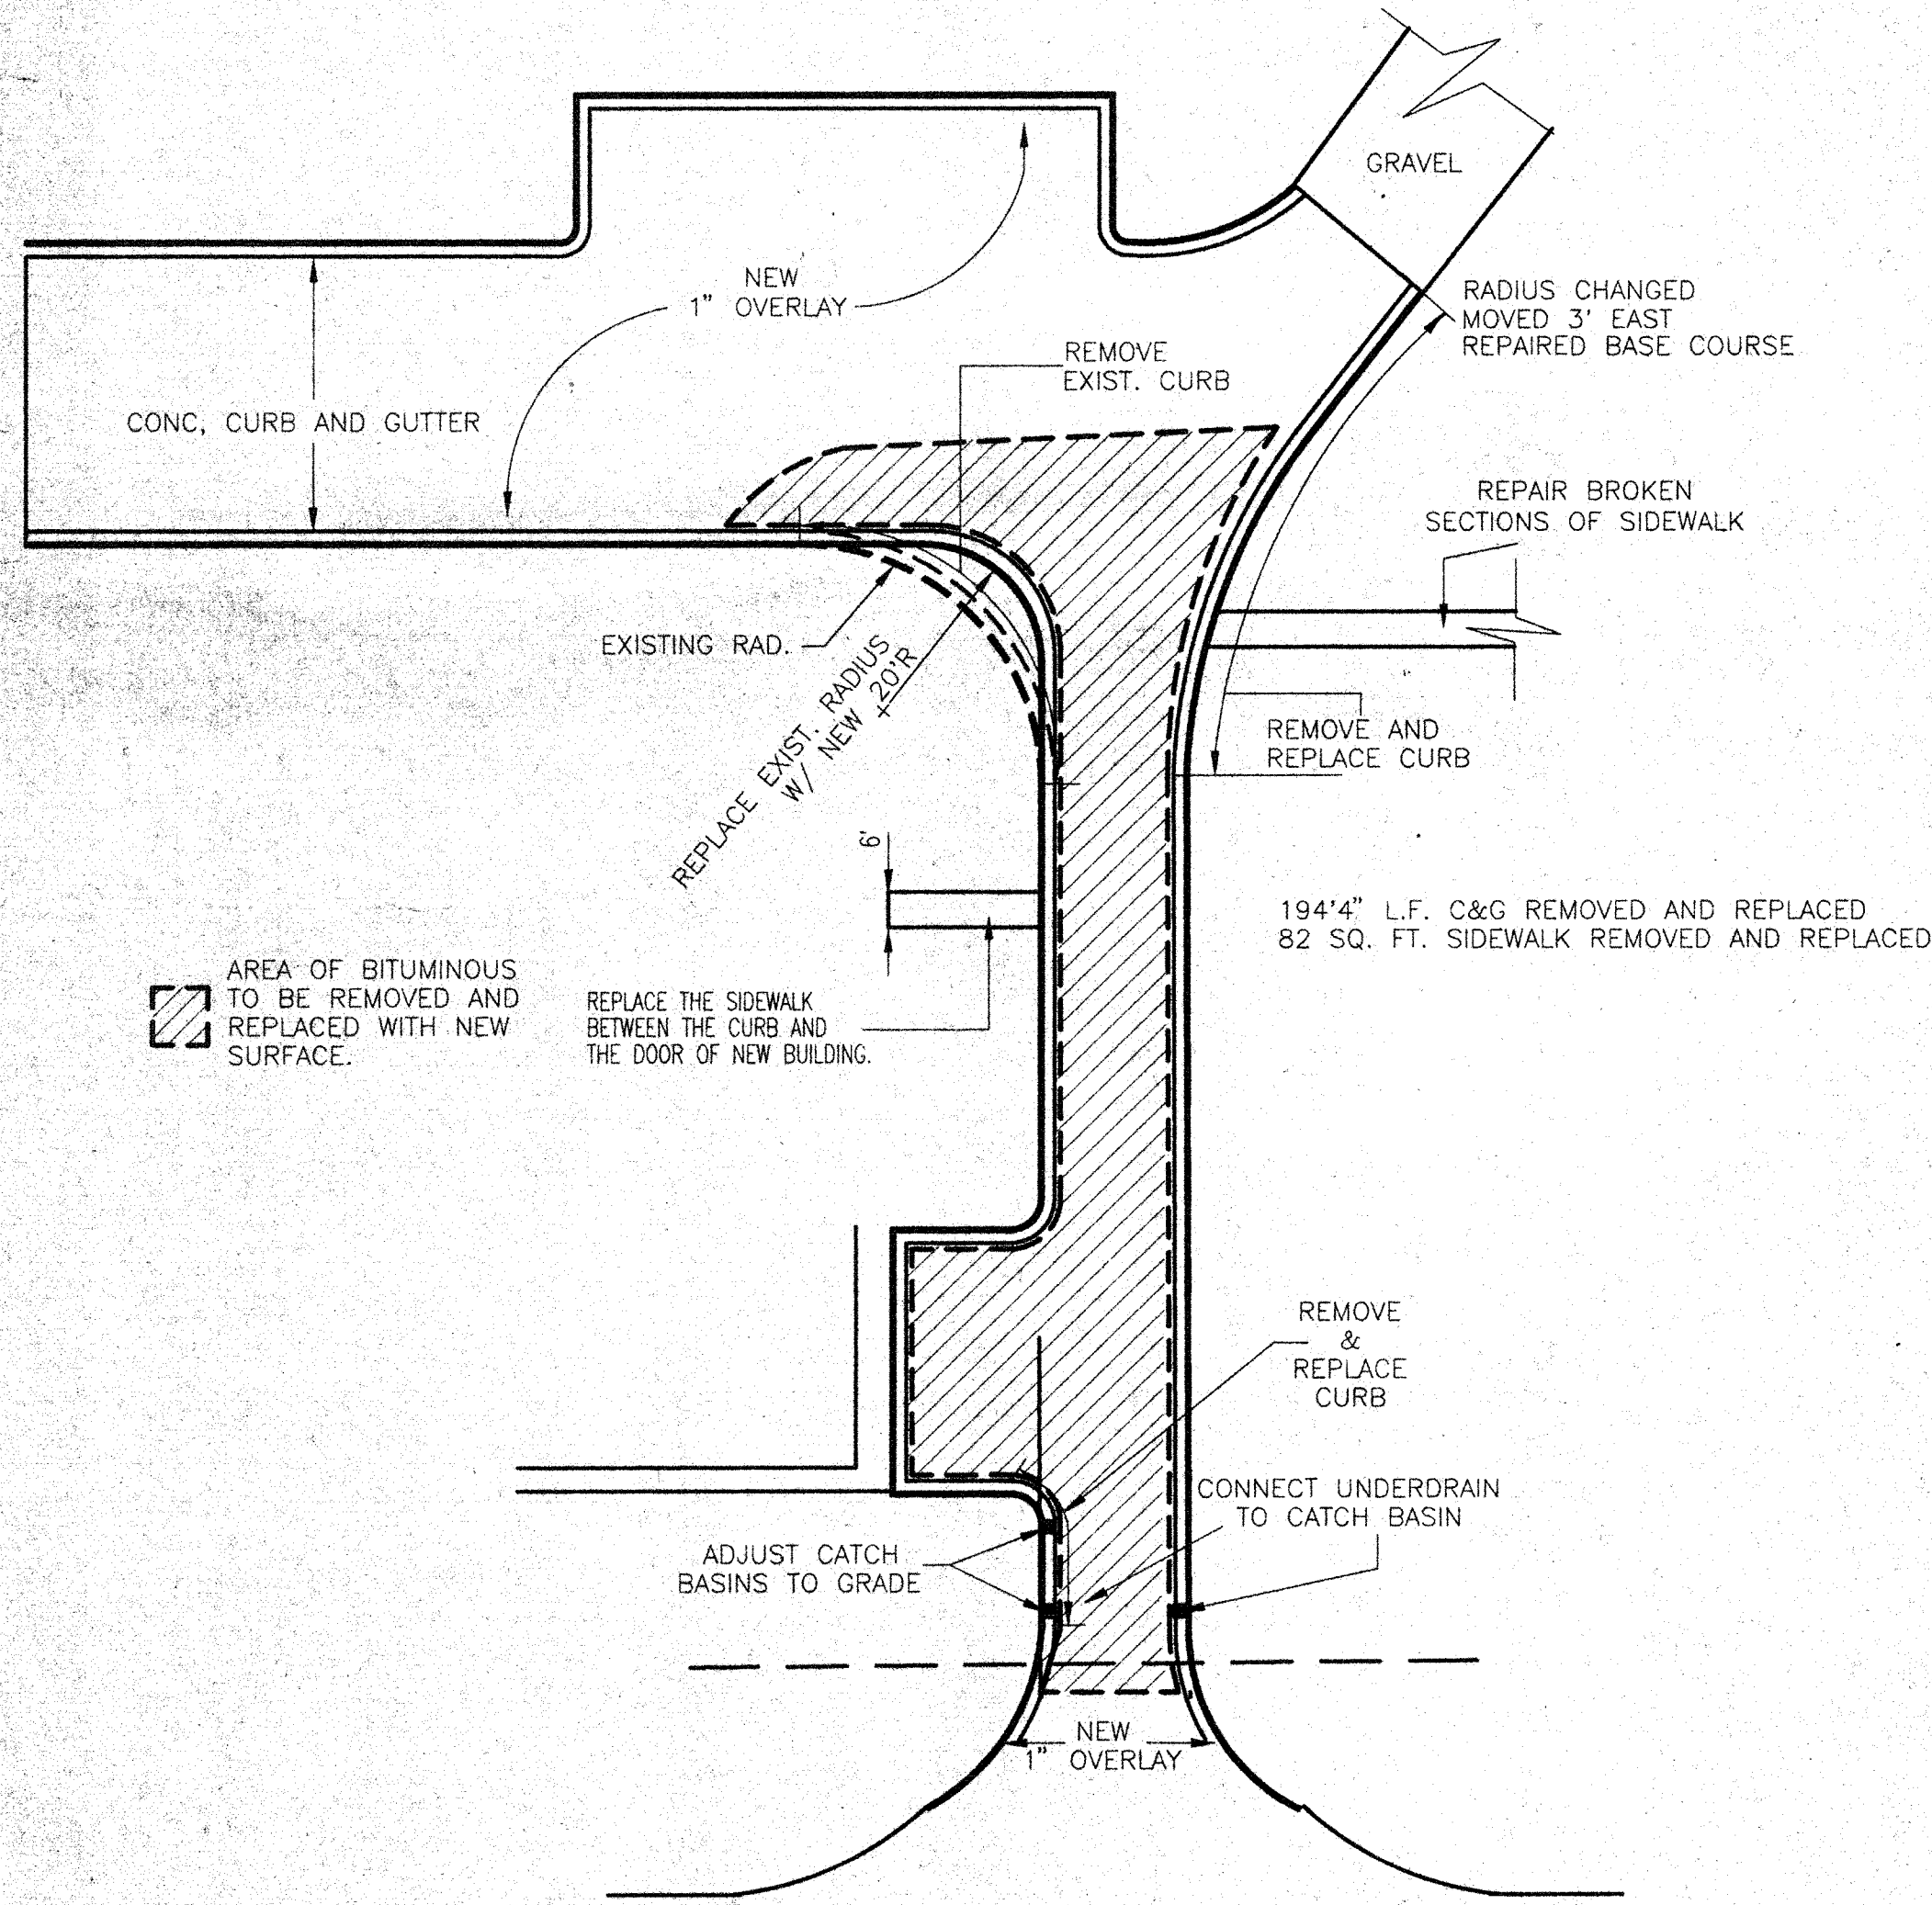 GRAVEL
NEW
1" OVERLAY
RADIUS CHANGED
MOVED 3' EAST
REPAIRED BASE COURSE
REMOVE
EXIST. CURB
CONC, CURB AND GUTTER
REPAIR BROKEN
SECTIONS OF SIDEWALK
EXISTING RAD.
REPLACE EXIST. RADIUS
W/ NEW 20'R
+
REMOVE AND
REPLACE CURB
6'
194'4" L.F. C&G REMOVED AND REPLACED
82 SQ. FT. SIDEWALK REMOVED AND REPLACED
AREA OF BITUMINOUS
TO BE REMOVED AND
REPLACED WITH NEW
SURFACE.
REPLACE THE SIDEWALK
BETWEEN THE CURB AND
THE DOOR OF NEW BUILDING.
REMOVE
&
REPLACE
CURB
CONNECT UNDERDRAIN
TO CATCH BASIN
ADJUST CATCH
BASINS TO GRADE
NEW
1" OVERLAY